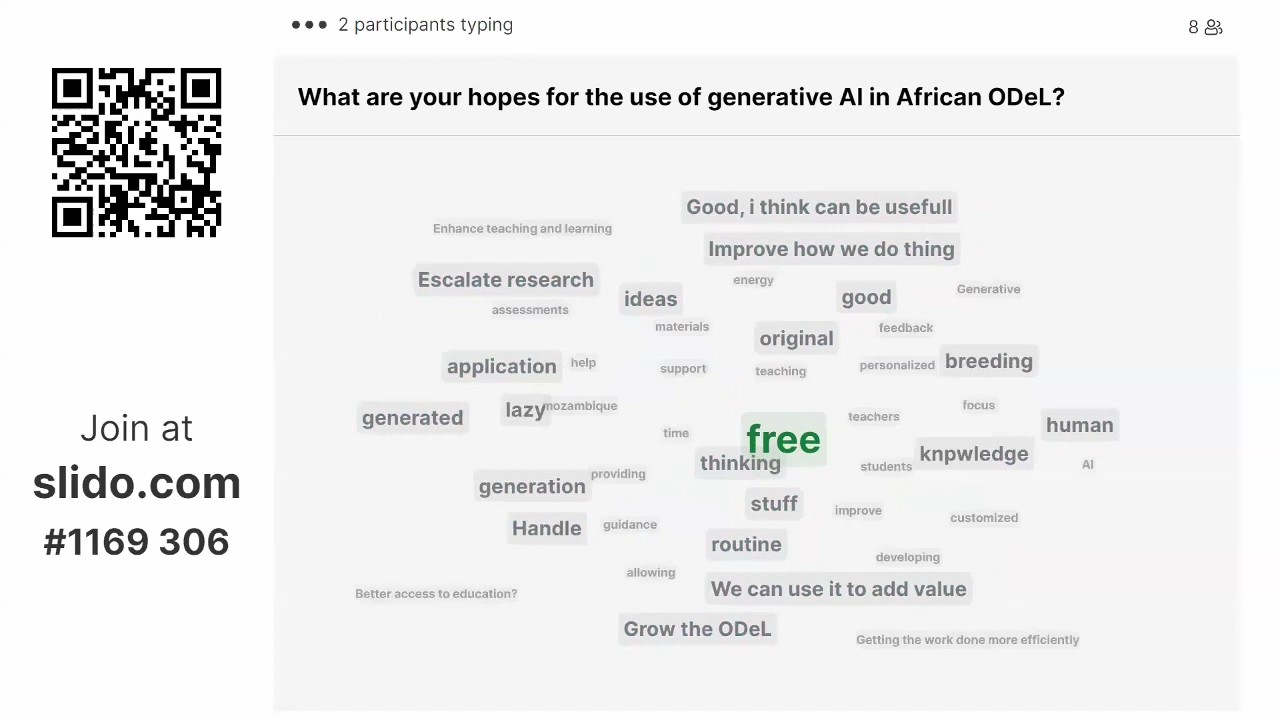 2 participants typing
8
What are your hopes for the use of generative AI in African ODeL?
Good, i think can be usefull
Enhance teaching and learning
Improve how we do thing
Escalate research
energy
Generative
ideas
good
assessments
materials
original
feedback
application
help
support
teaching
personalized
breeding
generated
lazy
mozambique
teachers
focus
human
time
free
thinking
students
knpwledge
AI
generation
providing
stuff
improve
customized
Handle
guidance
routine
developing
allowing
We can use it to add value
Better access to education?
Grow the ODeL
Getting the work done more efficiently
Join at
slido.com
#1169 306